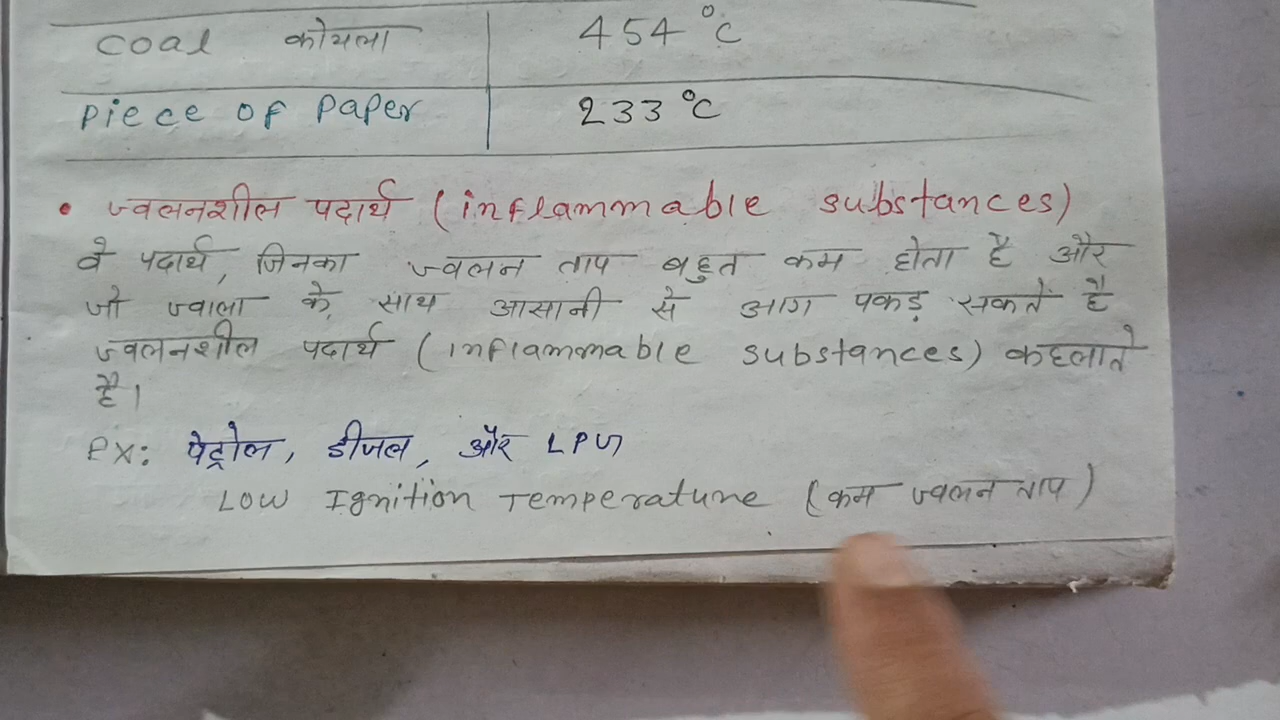 coal कोयला 454 °C
piece of paper 233 °C
• ज्वलनशील पदार्थ (inflammable substances)
वे पदार्थ, जिनका ज्वलन ताप बहुत कम होता है और
जो ज्वाला के साथ आसानी से आग पकड़ सकतें है
ज्वलनशील पदार्थ (inflammable substances) कहलाते
है।
Ex: पेट्रोल, डीजल, और LPG
Low Ignition Temperature (कम ज्वलन ताप)